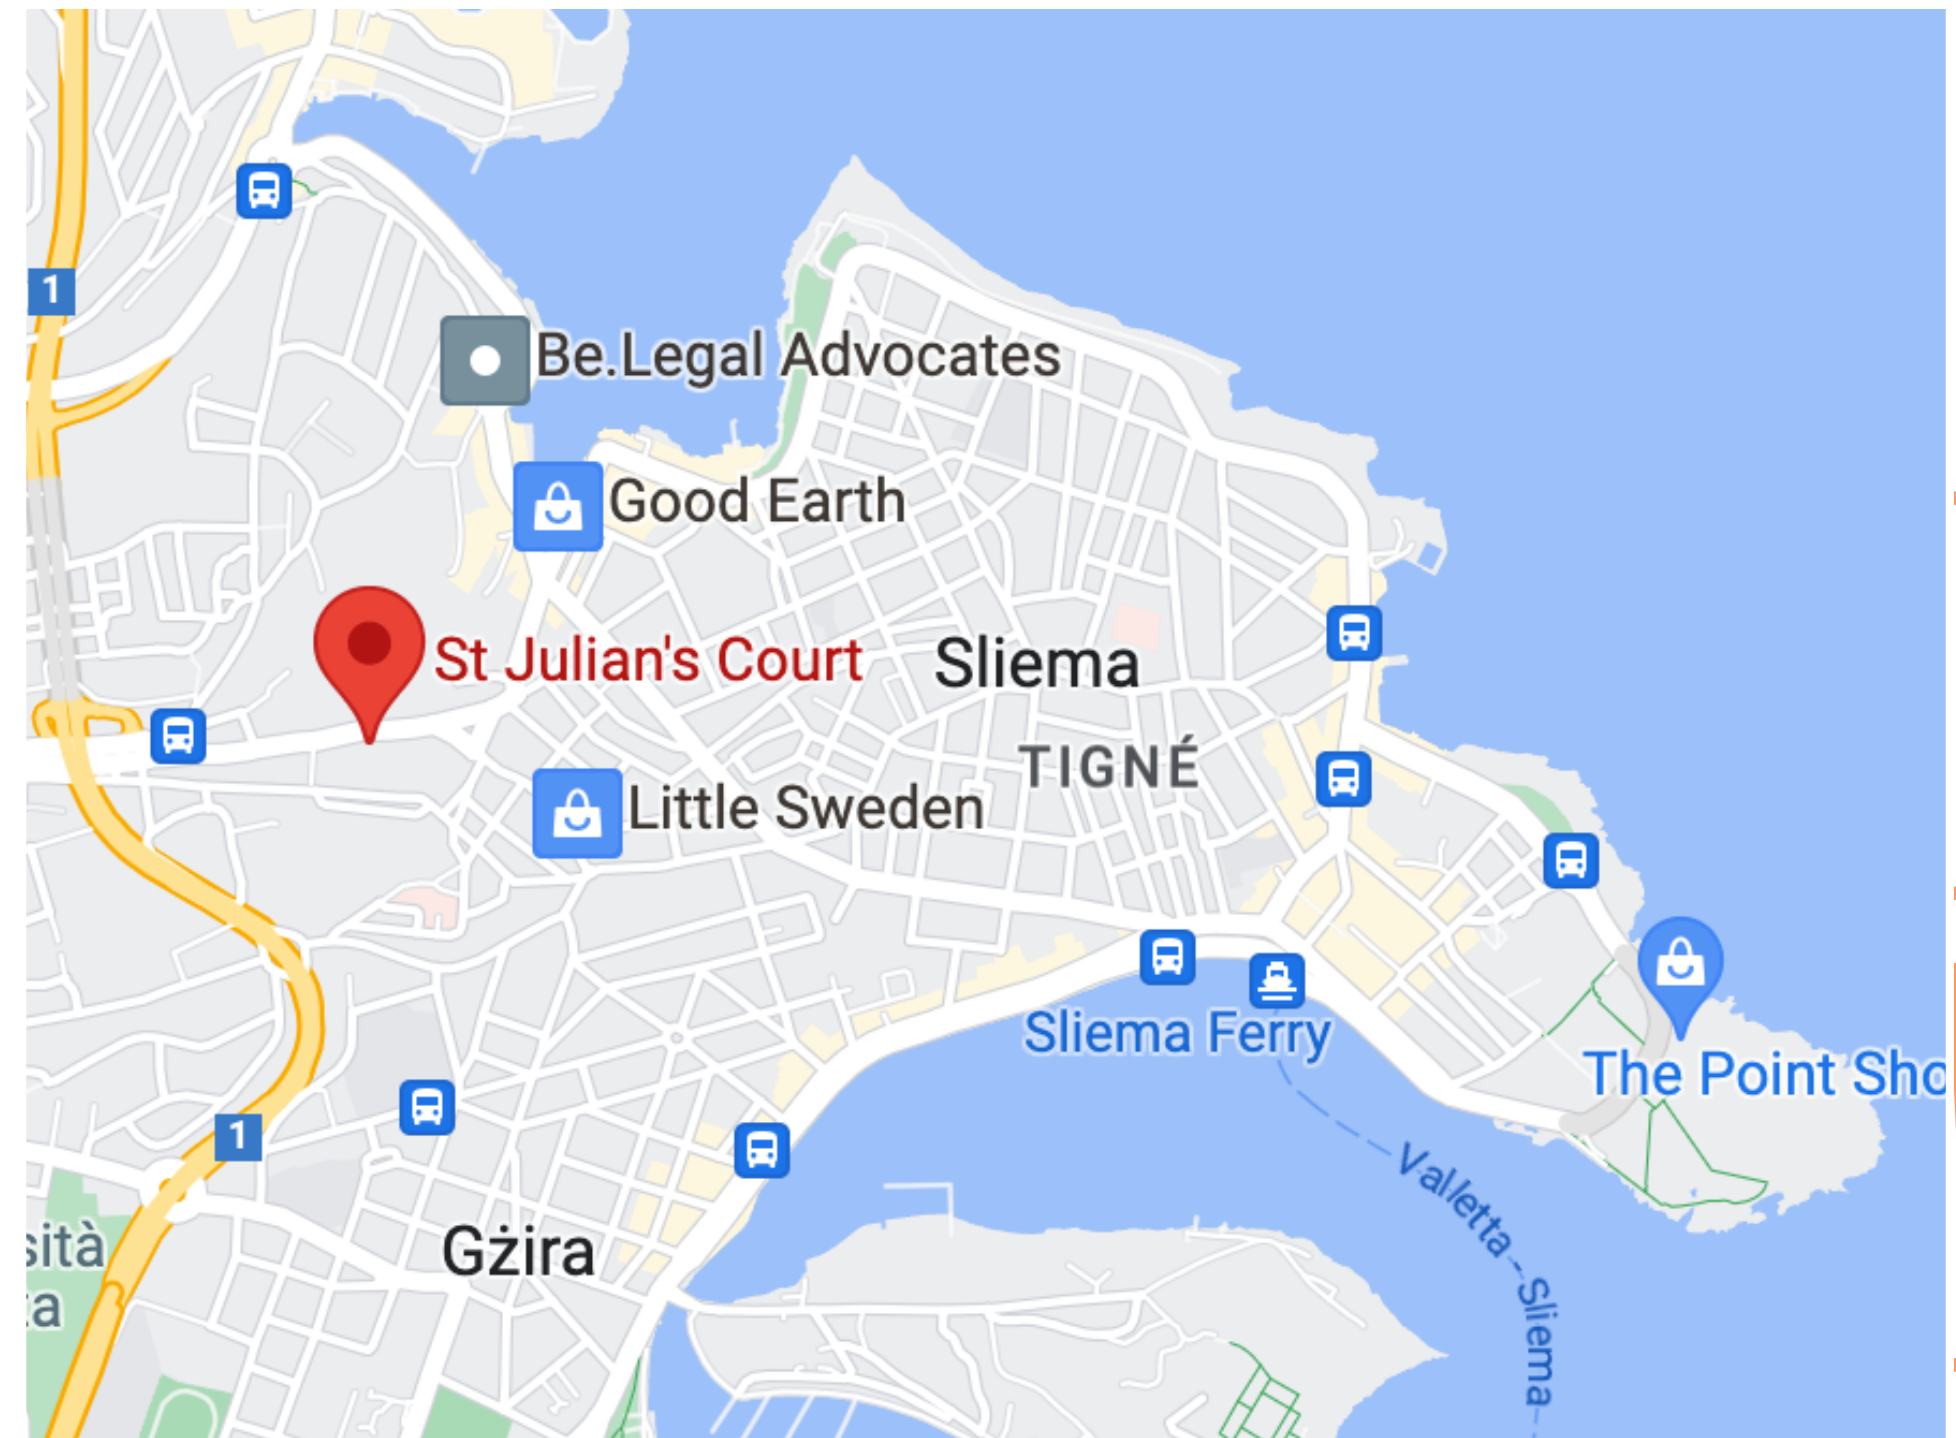 1
Be.Legal Advocates
Good Earth
St Julian's Court
Sliema
TIGNÉ
Little Sweden
Sliema Ferry
The Point Sho
1
Valletta - Sliema
Gżira
sità
ta